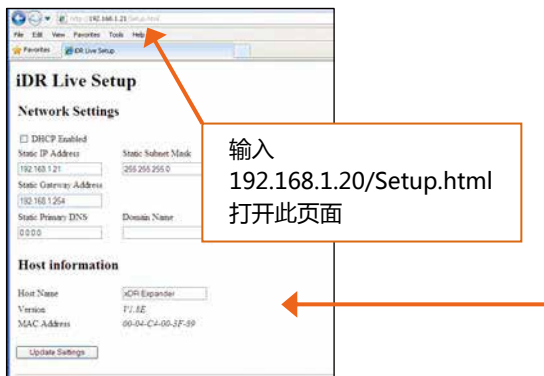 http://192.168.1.21/Setup.html
File Edit View Favorites Tools Help
Favorites iDR Live Setup
iDR Live Setup
Network Settings
DHCP Enabled
Static IP Address Static Subnet Mask
192.168.1.21 255.255.255.0
Static Gateway Address
192.168.1.254
Static Primary DNS Domain Name
0.0.0.0
输入
192.168.1.20/Setup.html
打开此页面
Host information
Host Name xDR Expander
Version V1.8E
MAC Address 00-04-C4-00-3F-89
Update Settings